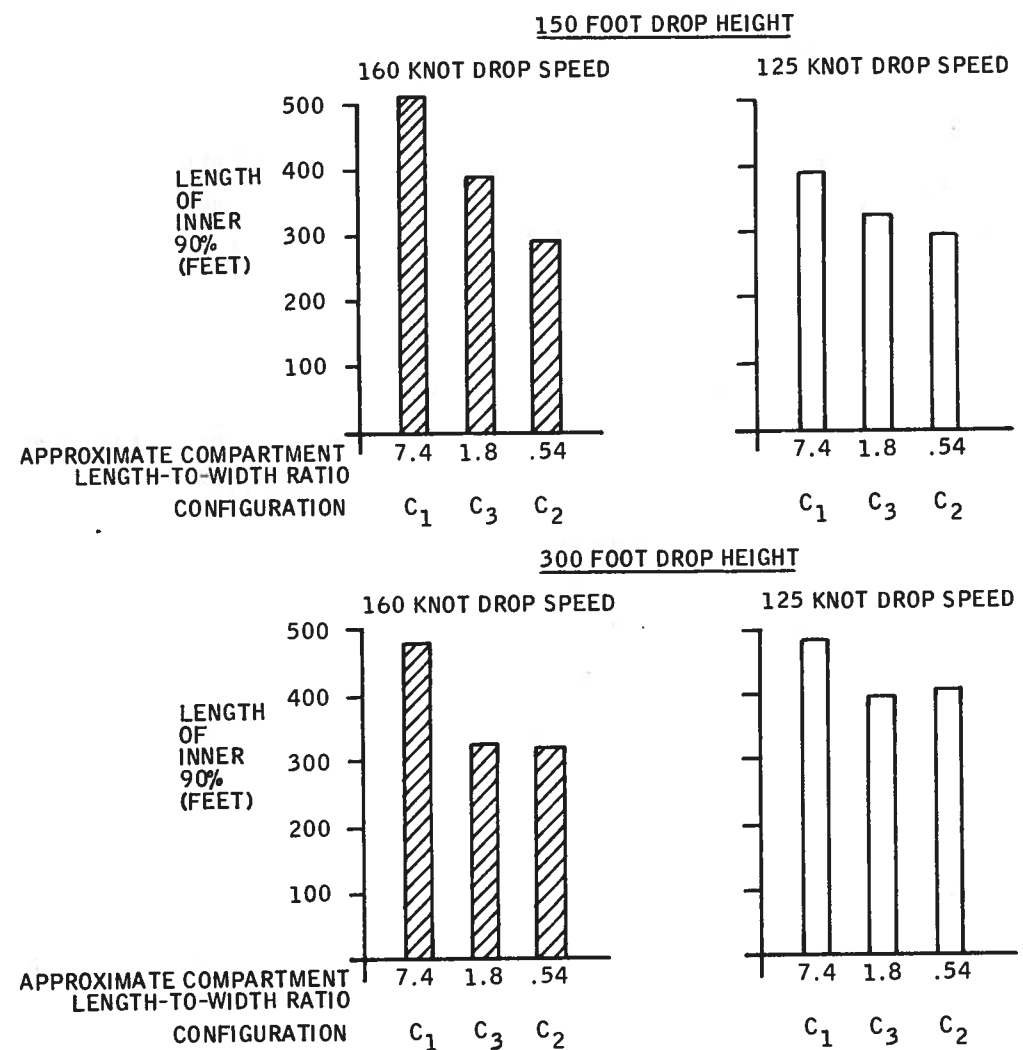 150 FOOT DROP HEIGHT
160 KNOT DROP SPEED
125 KNOT DROP SPEED
500
400
300
200
100
LENGTH
OF
INNER
90%
(FEET)
APPROXIMATE COMPARTMENT
LENGTH-TO-WIDTH RATIO
7.4 1.8 .54
7.4 1.8 .54
CONFIGURATION
C1 C3 C2
C1 C3 C2
300 FOOT DROP HEIGHT
160 KNOT DROP SPEED
125 KNOT DROP SPEED
500
400
300
200
100
LENGTH
OF
INNER
90%
(FEET)
APPROXIMATE COMPARTMENT
LENGTH-TO-WIDTH RATIO
7.4 1.8 .54
7.4 1.8 .54
CONFIGURATION
C1 C3 C2
C1 C3 C2